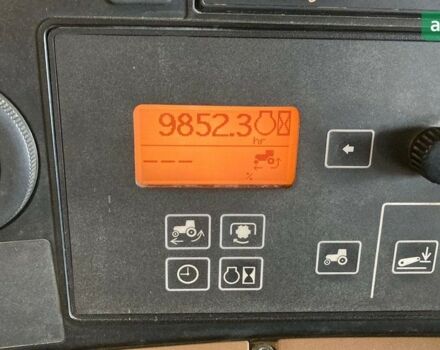 9852.3
hr
---
%
a